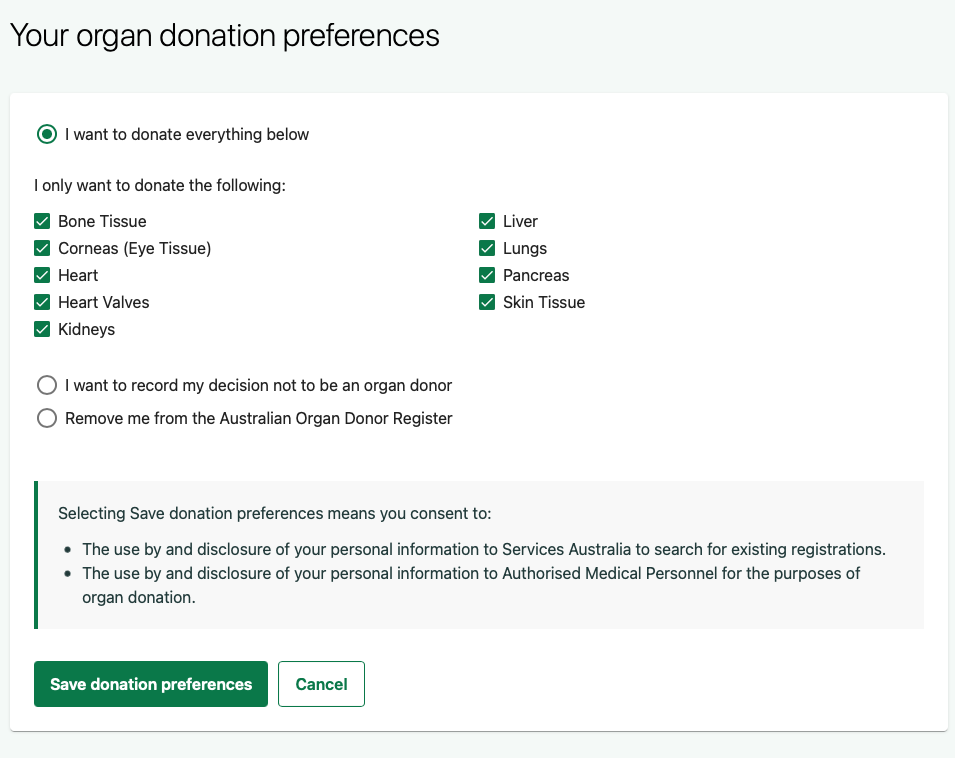 Your organ donation preferences
I want to donate everything below
I only want to donate the following:
Bone Tissue
Corneas (Eye Tissue)
Heart
Heart Valves
Kidneys
Liver
Lungs
Pancreas
Skin Tissue
I want to record my decision not to be an organ donor
Remove me from the Australian Organ Donor Register
Selecting Save donation preferences means you consent to:
The use by and disclosure of your personal information to Services Australia to search for existing registrations.
The use by and disclosure of your personal information to Authorised Medical Personnel for the purposes of
organ donation.
Save donation preferences
Cancel